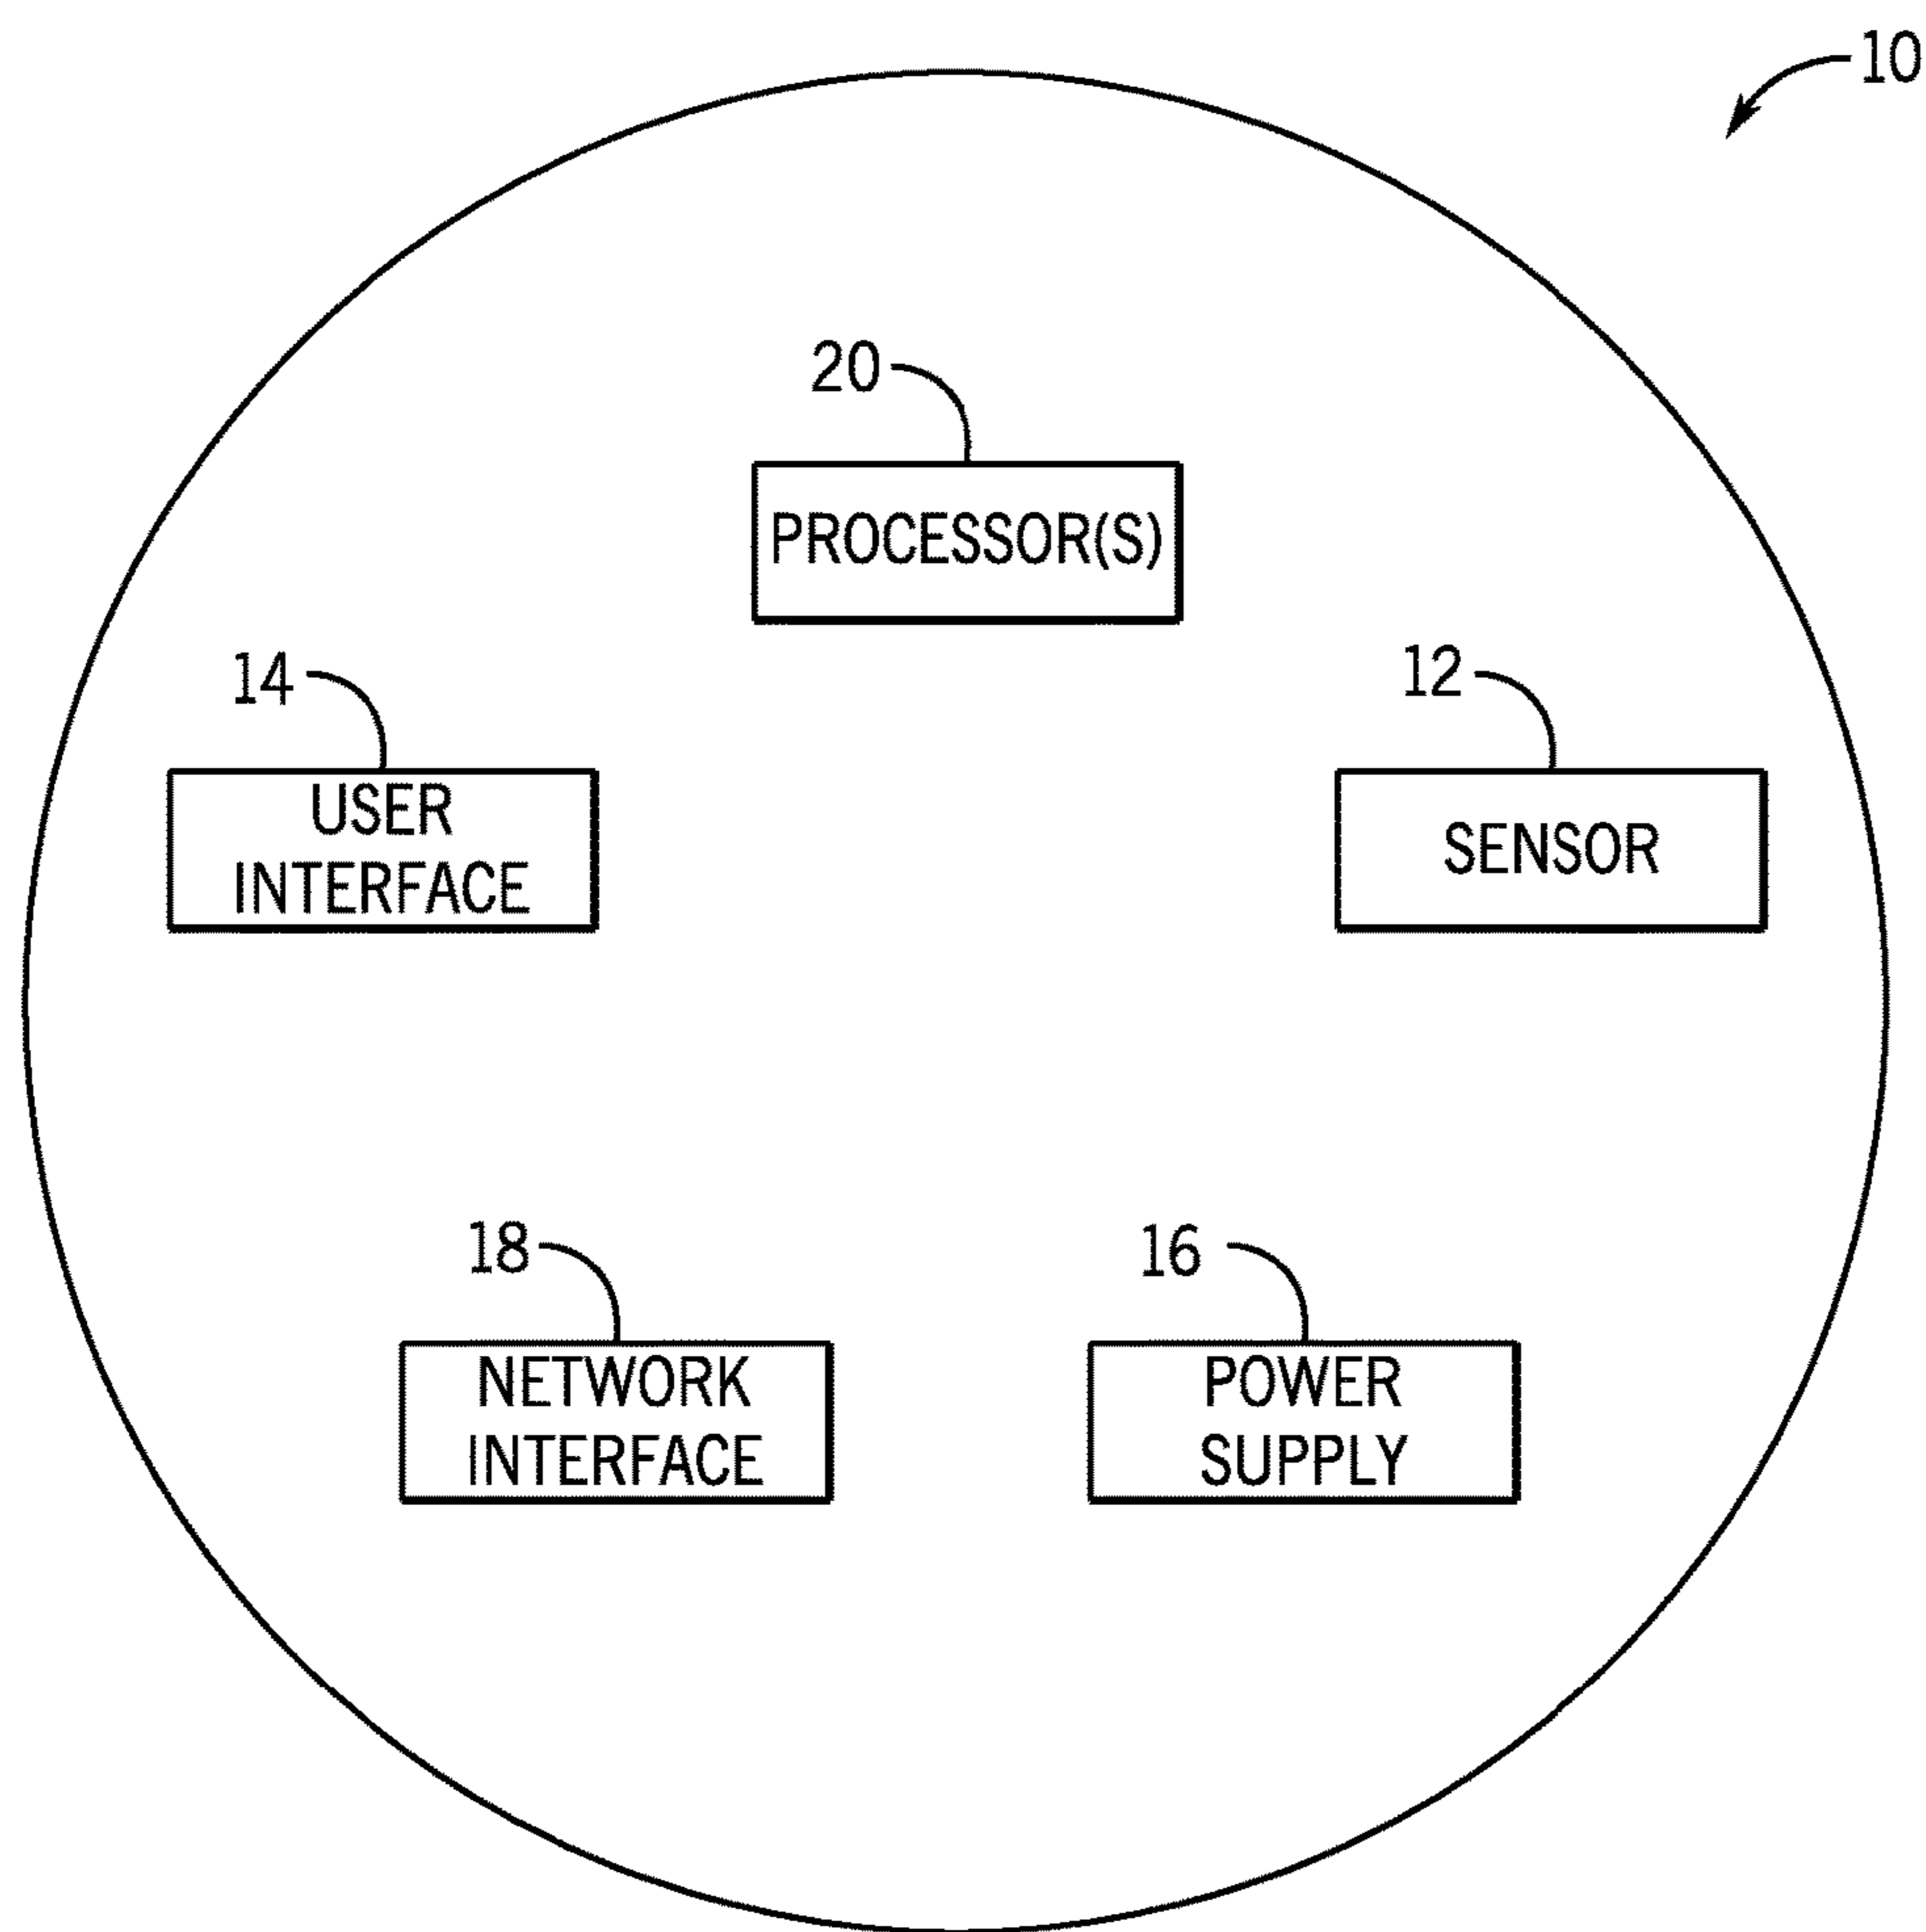 10
20
PROCESSOR(S)
14
USER
INTERFACE
12
SENSOR
18
NETWORK
INTERFACE
16
POWER
SUPPLY